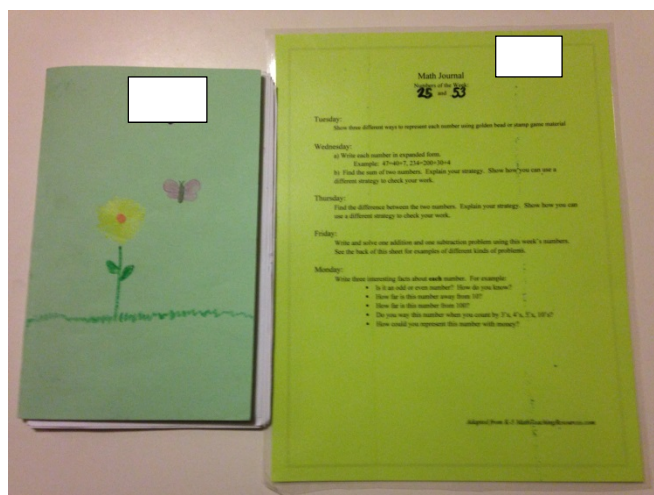 Math Journal
Numbers of the Week:
25 and 53
Tuesday:
Show three different ways to represent each number using golden bead or stamp game material
Wednesday:
a) Write each number in expanded form.
Example: 47=40+7, 234=200+30+4
b) Find the sum of two numbers. Explain your strategy. Show how you can use a
different strategy to check your work.
Thursday:
Find the difference between the two numbers. Explain your strategy. Show how you can
use a different strategy to check your work.
Friday:
Write and solve one addition and one subtraction problem using this week's numbers.
See the back of this sheet for examples of different kinds of problems.
Monday:
Write three interesting facts about each number. For example:
• Is it an odd or even number? How do you know?
• How far is this number away from 10?
• How far is this number from 100?
• Do you say this number when you count by 3's, 4's, 5's, 10's?
• How could you represent this number with money?
Adapted from K-5 MathTeachingResources.com